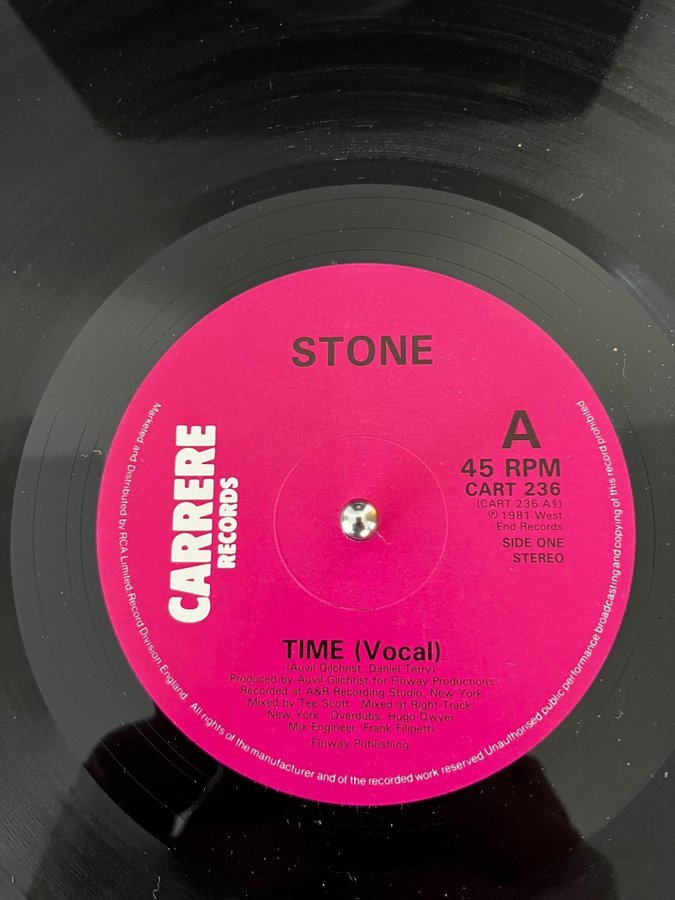 STONE
A
45 RPM
CART 236
(CART 236 A§)
℗ 1981 West
End Records
SIDE ONE
STEREO
CARRERE
RECORDS
TIME (Vocal)
(Auvil Gilchrist, Daniel Terry)
Produced by Auvil Gilchrist for Finway Productions
Recorded at A&R Recording Studio, New York
Mixed by Tee Scott Mixed at Right Track,
New York Overdubs, Hugo Dwyer
Mix Engineer, Frank Filipetti
Finway Publishing
Marketed and Distributed by RCA Limited, Record Division, England All rights of the manufacturer and of the recorded work reserved Unauthorised public performance broadcasting and copying of this record prohibited